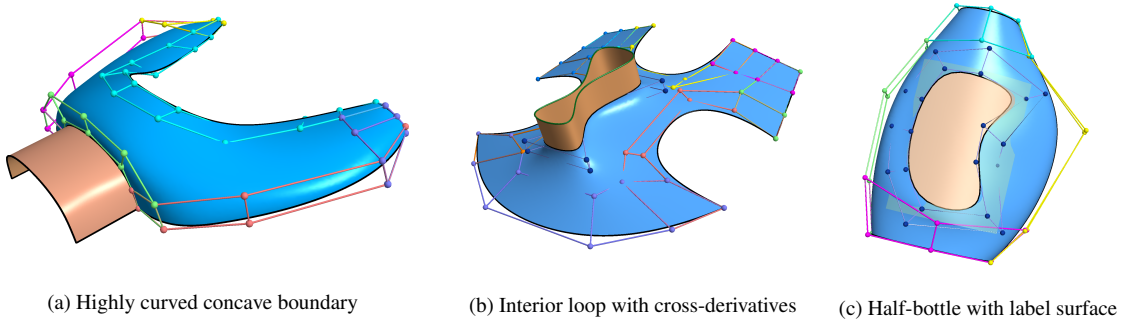 (a) Highly curved concave boundary
(b) Interior loop with cross-derivatives
(c) Half-bottle with label surface